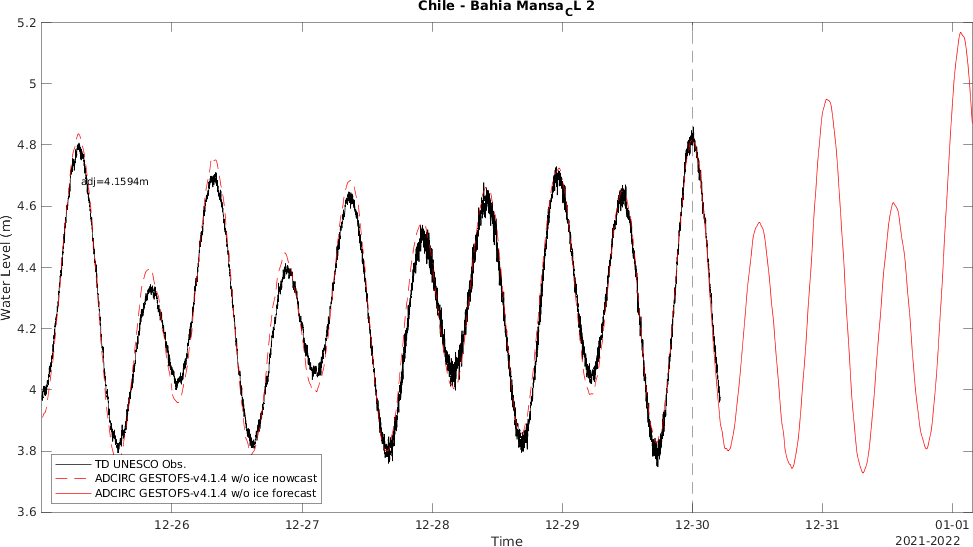 Chile - Bahia MansaCL 2
5.2
5
4.8
4.6
4.4
4.2
4
3.8
3.6
Water Level (m)
adj=4.1594m
TD UNESCO Obs.
ADCIRC GESTOFS-v4.1.4 w/o ice nowcast
ADCIRC GESTOFS-v4.1.4 w/o ice forecast
12-26
12-27
12-28
12-29
12-30
12-31
01-01
Time
2021-2022